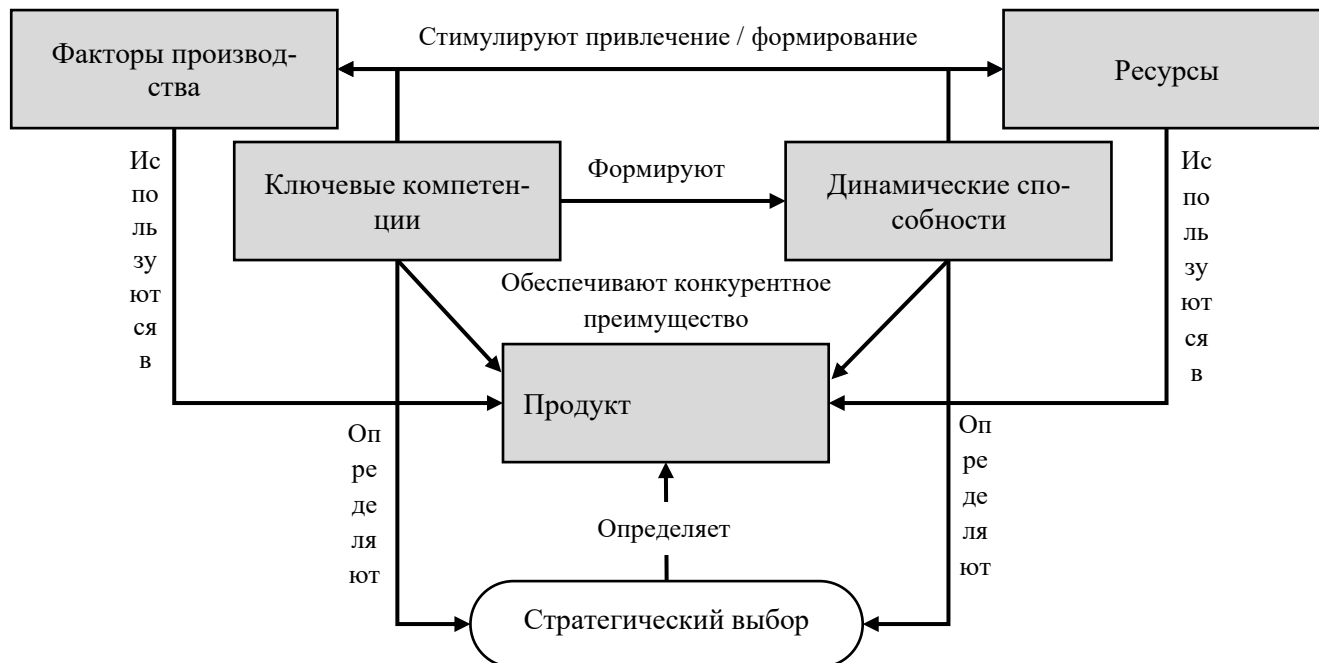 Стимулируют привлечение / формирование
Факторы производ-
ства
Ресурсы
Ис
по
ль
зу
ют
ся
в
Ключевые компетен-
ции
Формируют
Динамические спо-
собности
Ис
по
ль
зу
ют
ся
в
Обеспечивают конкурентное
преимущество
Продукт
Оп
ре
де
ля
ют
Оп
ре
де
ля
ют
Определяет
Стратегический выбор